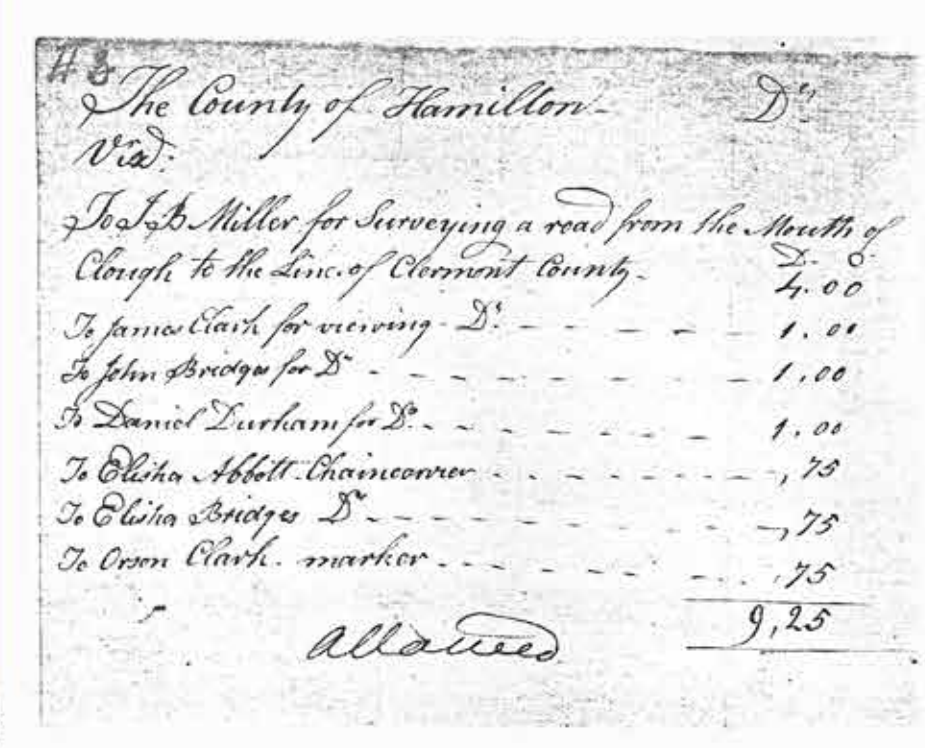 43
The County of Hamilton Dr
Vizd:
To I B Miller for Surveying a road from the Mouth of
Clough to the Line of Clermont County - D. C.
4.00
To James Clark for viewing Do. - - - - 1.00
To John Bridges for Do - - - - - - - 1.00
To Daniel Durham for Do. - - - - - - 1.00
To Elisha Abbott Chaincarrier - - - - - - ,75
To Elisha Bridges Do - - - - - - - - ,75
To Orson Clark. marker - - - - - - - ,75
9,25
Allowed